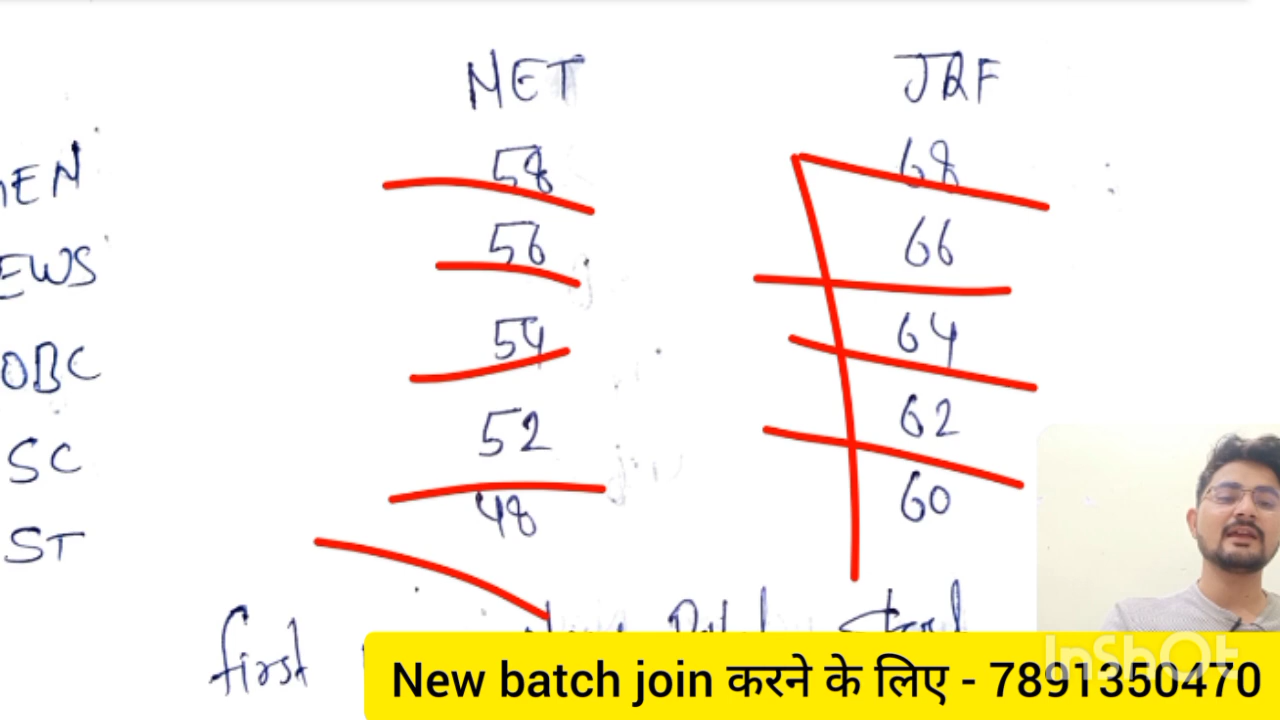 NET JRF
GEN 58 68
EWS 56 66
OBC 54 64
SC 52 62
ST 48 60
first
New batch join करने के लिए - 7891350470
InShOt